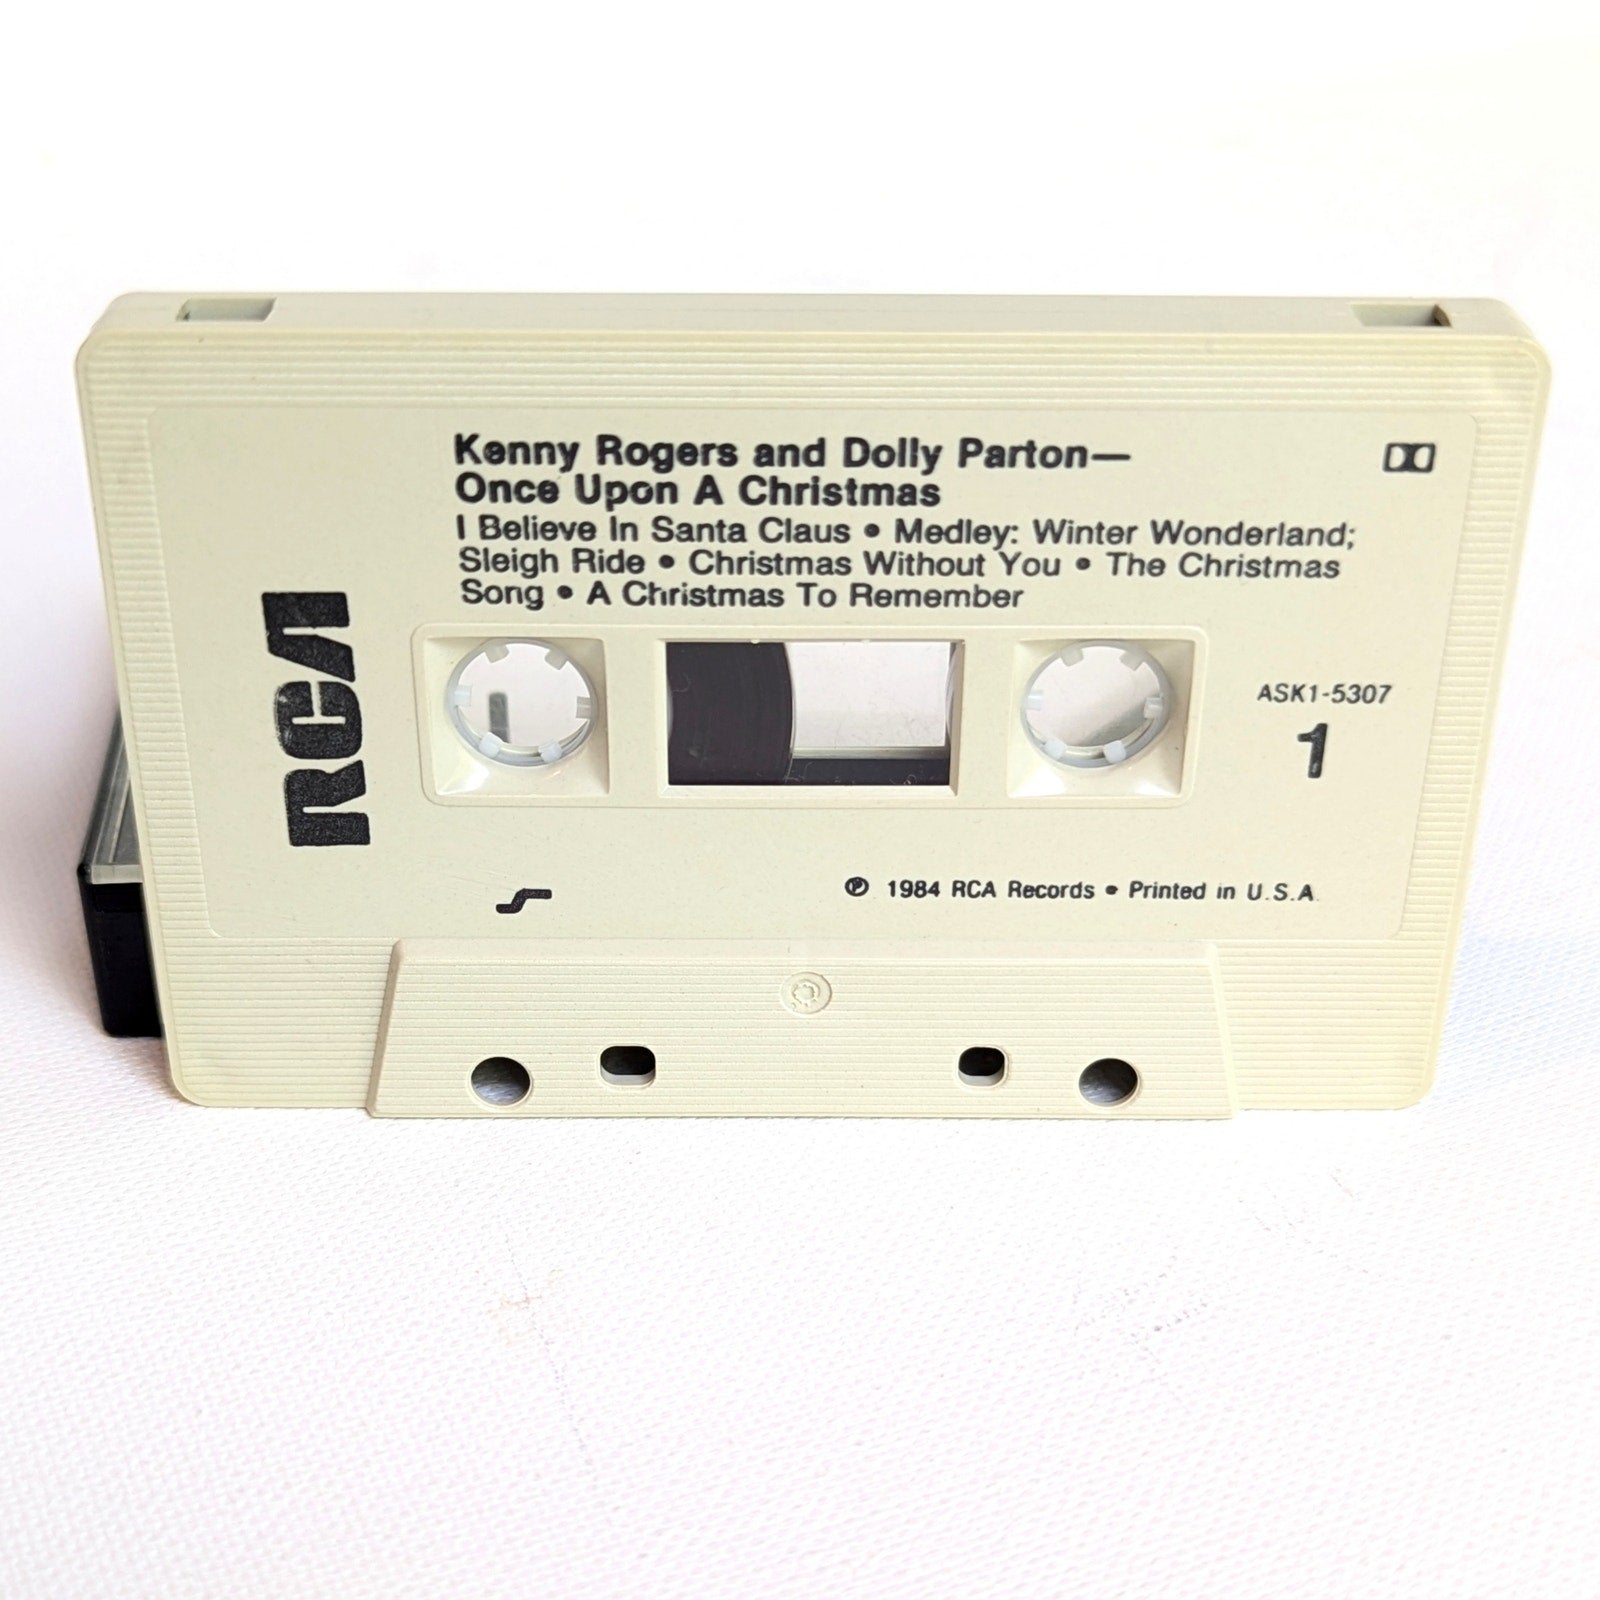 Kenny Rogers and Dolly Parton—
Once Upon A Christmas
I Believe In Santa Claus • Medley: Winter Wonderland;
Sleigh Ride • Christmas Without You • The Christmas
Song • A Christmas To Remember
RCA
ASK1-5307
1
℗ 1984 RCA Records • Printed in U.S.A.